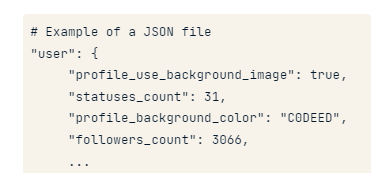 # Example of a JSON file
"user": {
"profile_use_background_image": true,
"statuses_count": 31,
"profile_background_color": "C0DEED",
"followers_count": 3066,
...